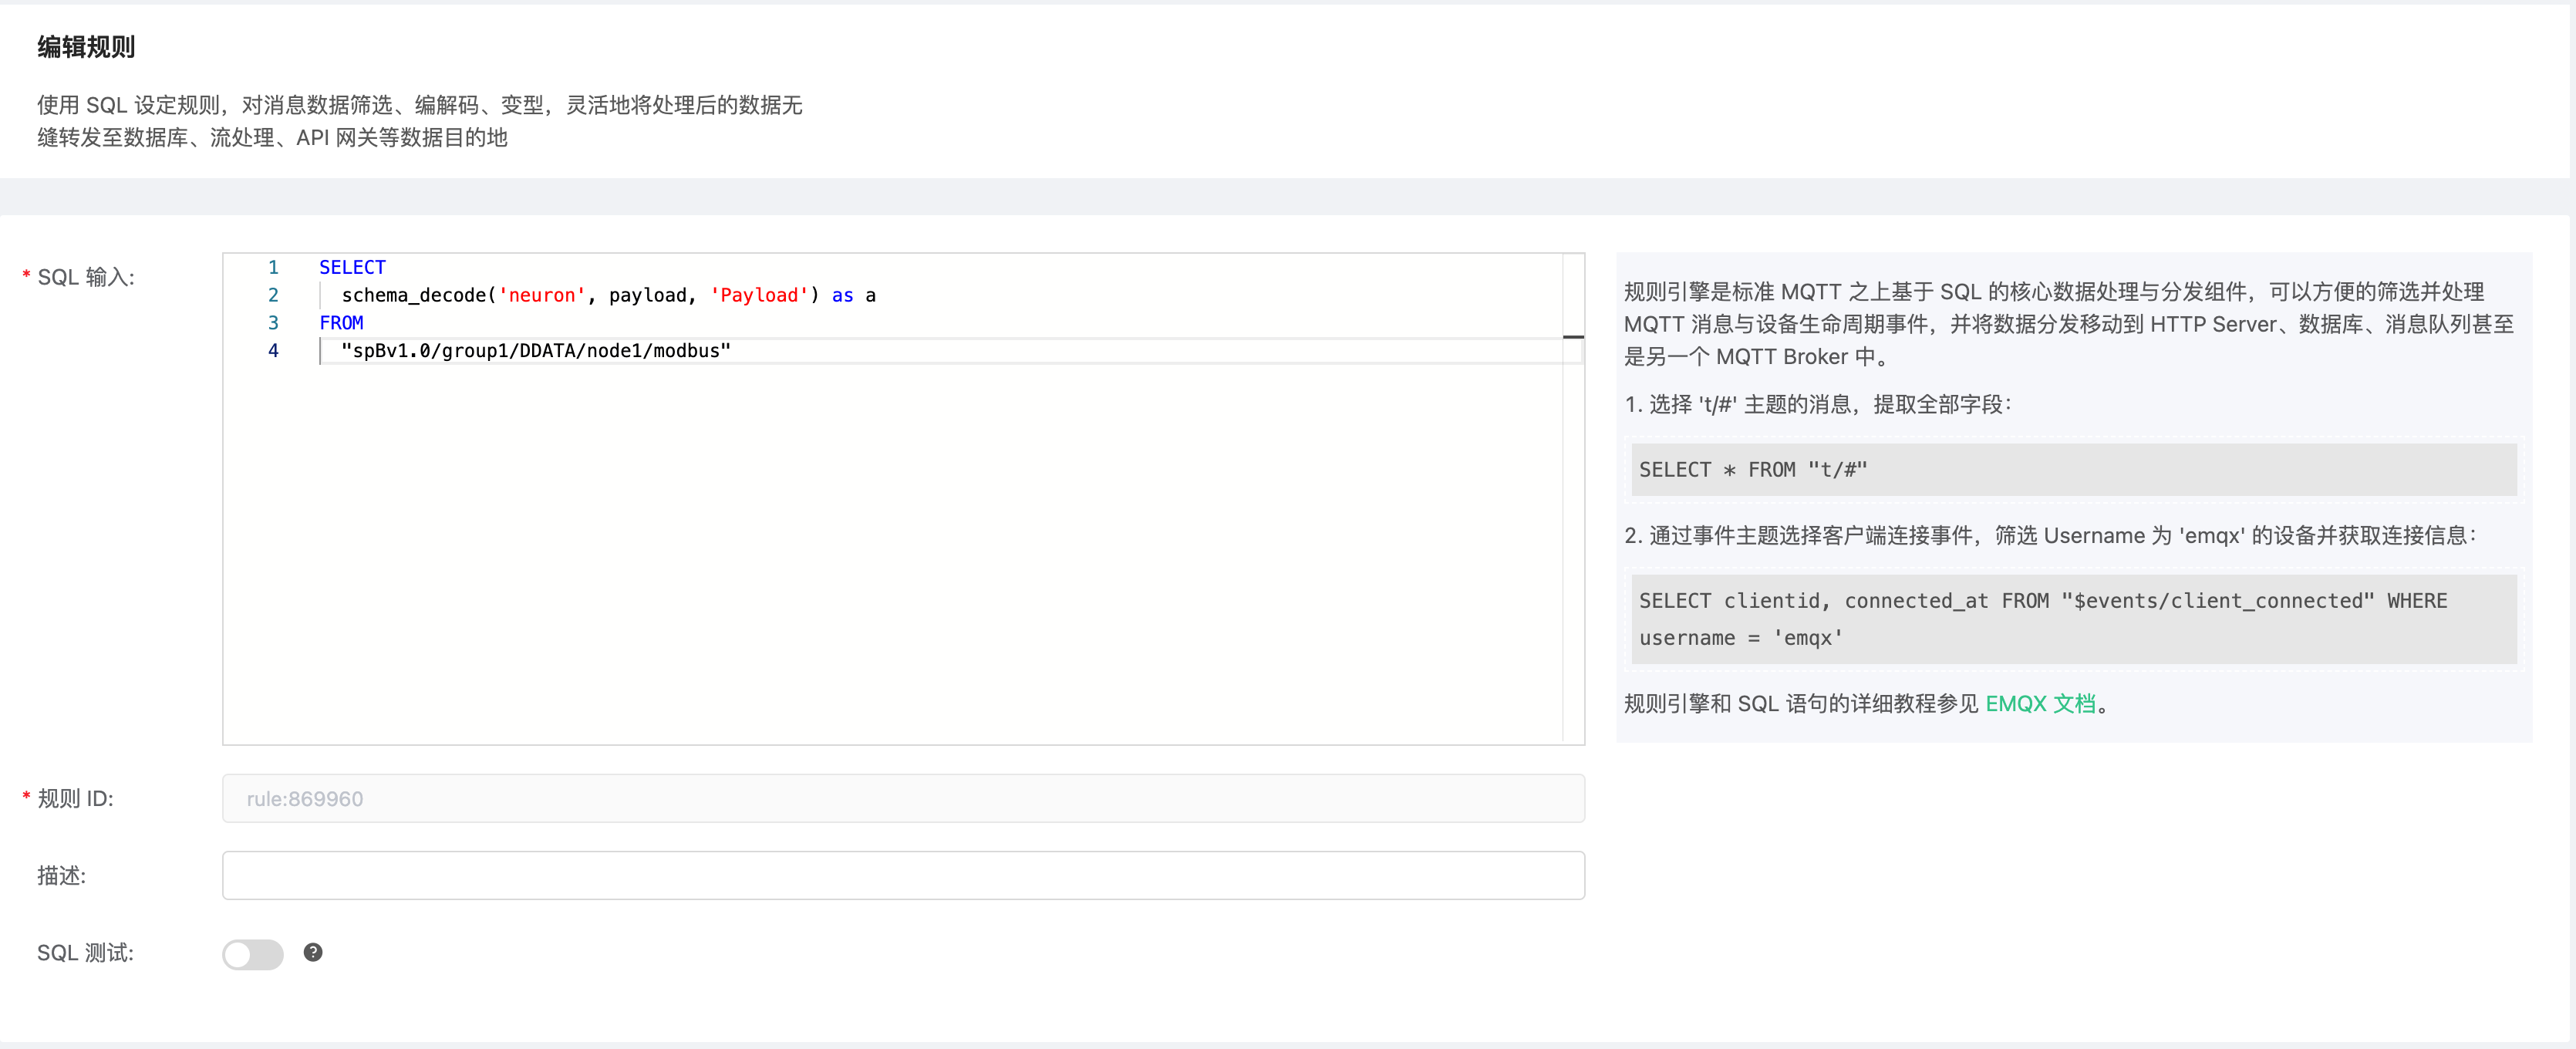 编辑规则
使用 SQL 设定规则，对消息数据筛选、编解码、变型，灵活地将处理后的数据无
缝转发至数据库、流处理、API 网关等数据目的地
* SQL 输入:
1 SELECT
2 schema_decode('neuron', payload, 'Payload') as a
3 FROM
4 "spBv1.0/group1/DDATA/node1/modbus"
规则引擎是标准 MQTT 之上基于 SQL 的核心数据处理与分发组件，可以方便的筛选并处理
MQTT 消息与设备生命周期事件，并将数据分发移动到 HTTP Server、数据库、消息队列甚至
是另一个 MQTT Broker 中。
1. 选择 't/#' 主题的消息，提取全部字段：
SELECT * FROM "t/#"
2. 通过事件主题选择客户端连接事件，筛选 Username 为 'emqx' 的设备并获取连接信息：
SELECT clientid, connected_at FROM "$events/client_connected" WHERE
username = 'emqx'
规则引擎和 SQL 语句的详细教程参见 EMQX 文档。
* 规则 ID:
rule:869960
描述:
SQL 测试:
?